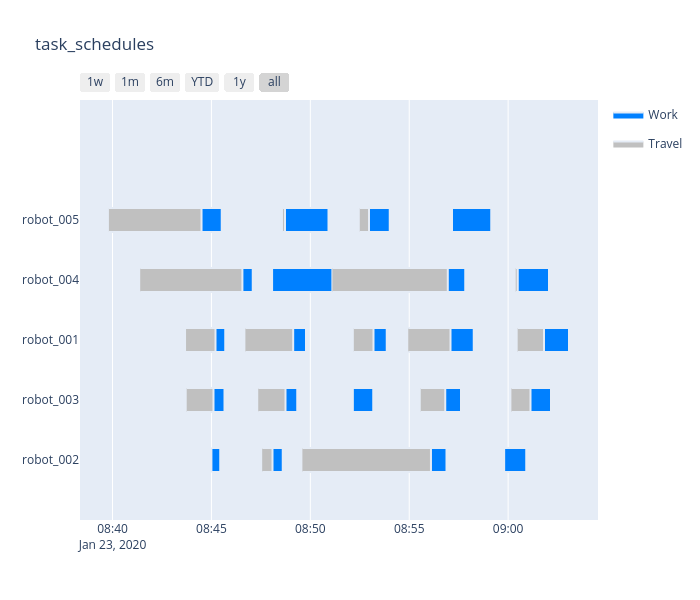 task_schedules
1w 1m 6m YTD 1y all
Work
Travel
robot_005
robot_004
robot_001
robot_003
robot_002
08:40 08:45 08:50 08:55 09:00
Jan 23, 2020